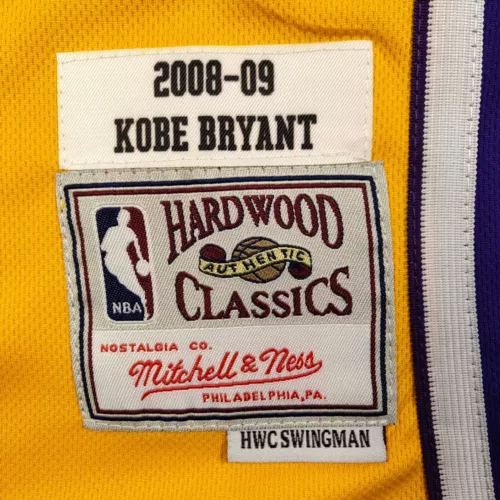 2008-09
KOBE BRYANT
HARDWOOD
AUTHENTIC
CLASSICS
NBA
NOSTALGIA CO.
Mitchell & Ness
PHILADELPHIA, PA.
HWC SWINGMAN